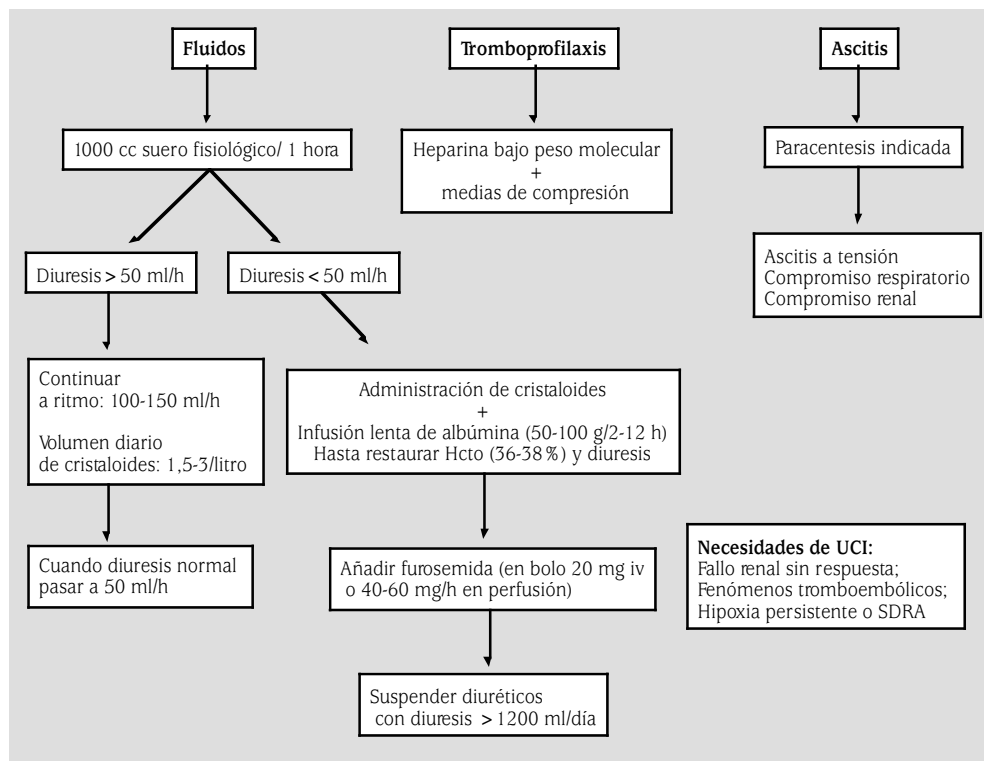 Fluidos
1000 cc suero fisiológico/ 1 hora
Diuresis > 50 ml/h
Continuar
a ritmo: 100-150 ml/h
Volumen diario
de cristaloides: 1,5-3/litro
Cuando diuresis normal
pasar a 50 ml/h
Diuresis < 50 ml/h
Administración de cristaloides
+
Infusión lenta de albúmina (50-100 g/2-12 h)
Hasta restaurar Hcto (36-38%) y diuresis
Añadir furosemida (en bolo 20 mg iv
o 40-60 mg/h en perfusión)
Suspender diuréticos
con diuresis > 1200 ml/día
Tromboprofilaxis
Heparina bajo peso molecular
+
medias de compresión
Ascitis
Paracentesis indicada
Ascitis a tensión
Compromiso respiratorio
Compromiso renal
Necesidades de UCI:
Fallo renal sin respuesta;
Fenómenos tromboembólicos;
Hipoxia persistente o SDRA